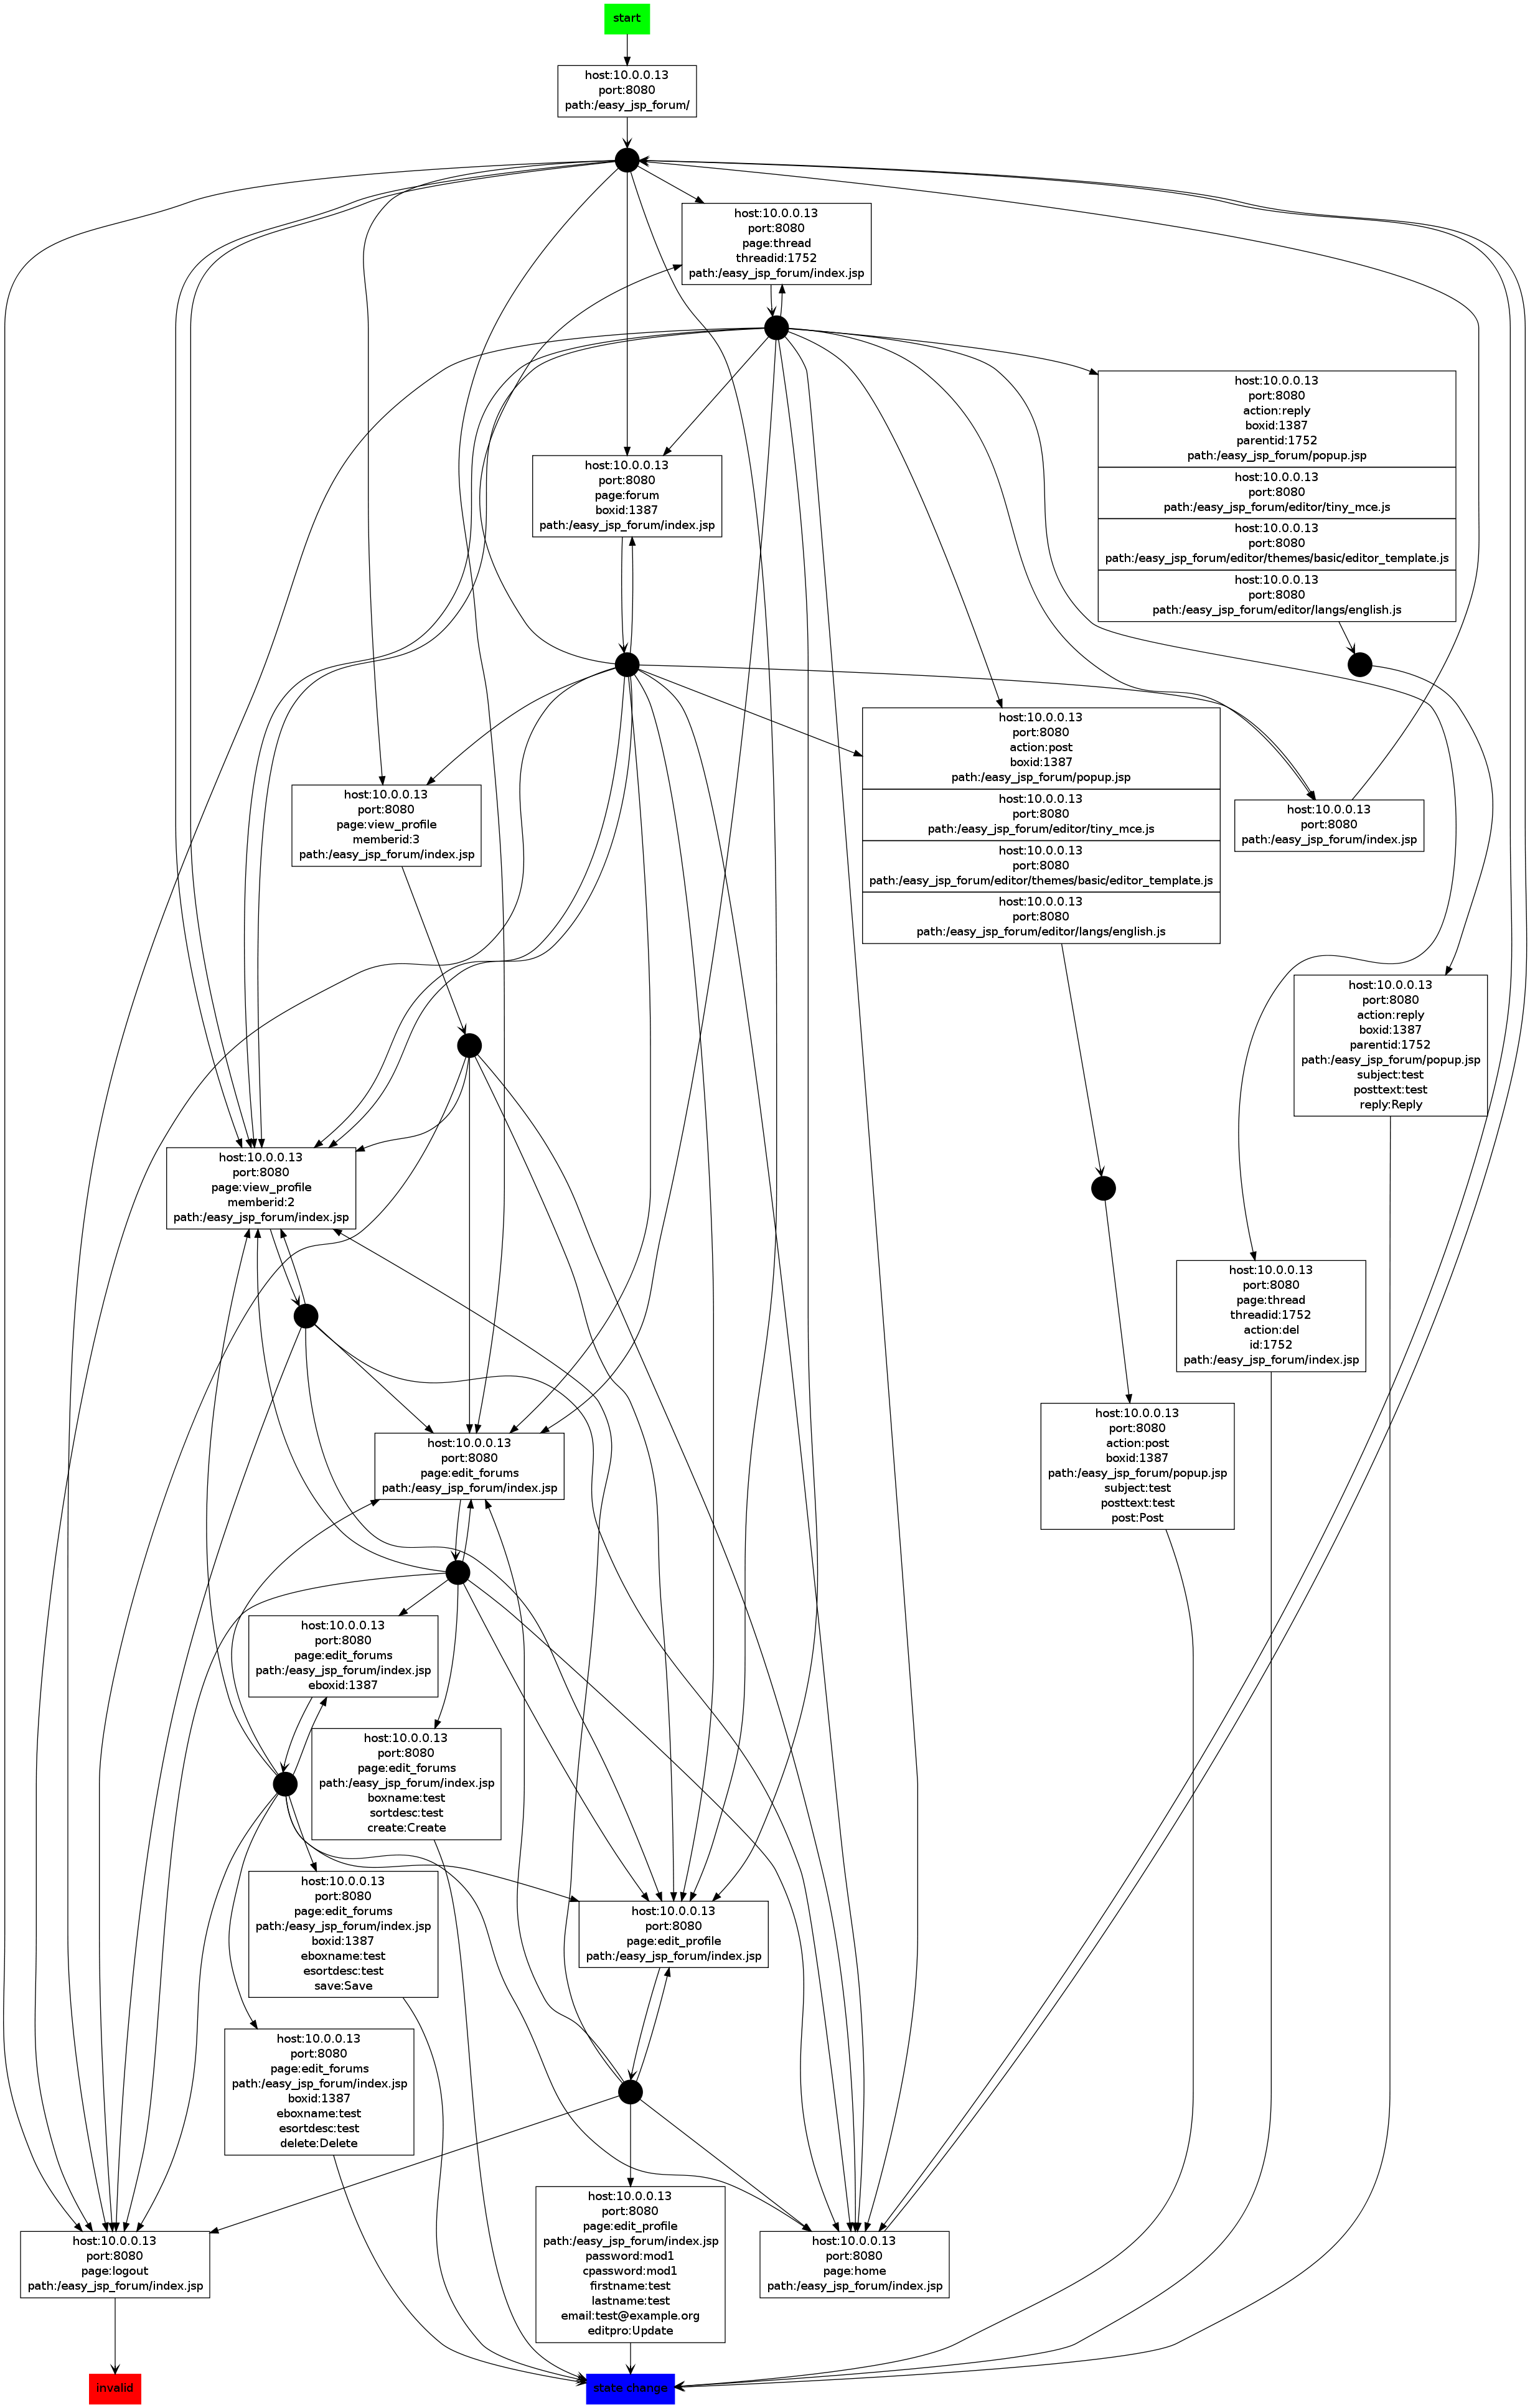 start
host:10.0.0.13
port:8080
path:/easy_jsp_forum/
host:10.0.0.13
port:8080
page:thread
threadid:1752
path:/easy_jsp_forum/index.jsp
host:10.0.0.13
port:8080
action:reply
boxid:1387
parentid:1752
path:/easy_jsp_forum/popup.jsp
host:10.0.0.13
port:8080
path:/easy_jsp_forum/editor/tiny_mce.js
host:10.0.0.13
port:8080
path:/easy_jsp_forum/editor/themes/basic/editor_template.js
host:10.0.0.13
port:8080
path:/easy_jsp_forum/editor/langs/english.js
host:10.0.0.13
port:8080
page:forum
boxid:1387
path:/easy_jsp_forum/index.jsp
host:10.0.0.13
port:8080
action:post
boxid:1387
path:/easy_jsp_forum/popup.jsp
host:10.0.0.13
port:8080
path:/easy_jsp_forum/editor/tiny_mce.js
host:10.0.0.13
port:8080
path:/easy_jsp_forum/editor/themes/basic/editor_template.js
host:10.0.0.13
port:8080
path:/easy_jsp_forum/editor/langs/english.js
host:10.0.0.13
port:8080
page:view_profile
memberid:3
path:/easy_jsp_forum/index.jsp
host:10.0.0.13
port:8080
path:/easy_jsp_forum/index.jsp
host:10.0.0.13
port:8080
action:reply
boxid:1387
parentid:1752
path:/easy_jsp_forum/popup.jsp
subject:test
posttext:test
reply:Reply
host:10.0.0.13
port:8080
page:view_profile
memberid:2
path:/easy_jsp_forum/index.jsp
host:10.0.0.13
port:8080
page:thread
threadid:1752
action:del
id:1752
path:/easy_jsp_forum/index.jsp
host:10.0.0.13
port:8080
action:post
boxid:1387
path:/easy_jsp_forum/popup.jsp
subject:test
posttext:test
post:Post
host:10.0.0.13
port:8080
page:edit_forums
path:/easy_jsp_forum/index.jsp
host:10.0.0.13
port:8080
page:edit_forums
path:/easy_jsp_forum/index.jsp
eboxid:1387
host:10.0.0.13
port:8080
page:edit_forums
path:/easy_jsp_forum/index.jsp
boxname:test
sortdesc:test
create:Create
host:10.0.0.13
port:8080
page:edit_forums
path:/easy_jsp_forum/index.jsp
boxid:1387
eboxname:test
esortdesc:test
save:Save
host:10.0.0.13
port:8080
page:edit_profile
path:/easy_jsp_forum/index.jsp
host:10.0.0.13
port:8080
page:edit_forums
path:/easy_jsp_forum/index.jsp
boxid:1387
eboxname:test
esortdesc:test
delete:Delete
host:10.0.0.13
port:8080
page:edit_profile
path:/easy_jsp_forum/index.jsp
password:mod1
cpassword:mod1
firstname:test
lastname:test
email:test@example.org
editpro:Update
host:10.0.0.13
port:8080
page:logout
path:/easy_jsp_forum/index.jsp
host:10.0.0.13
port:8080
page:home
path:/easy_jsp_forum/index.jsp
invalid
state change